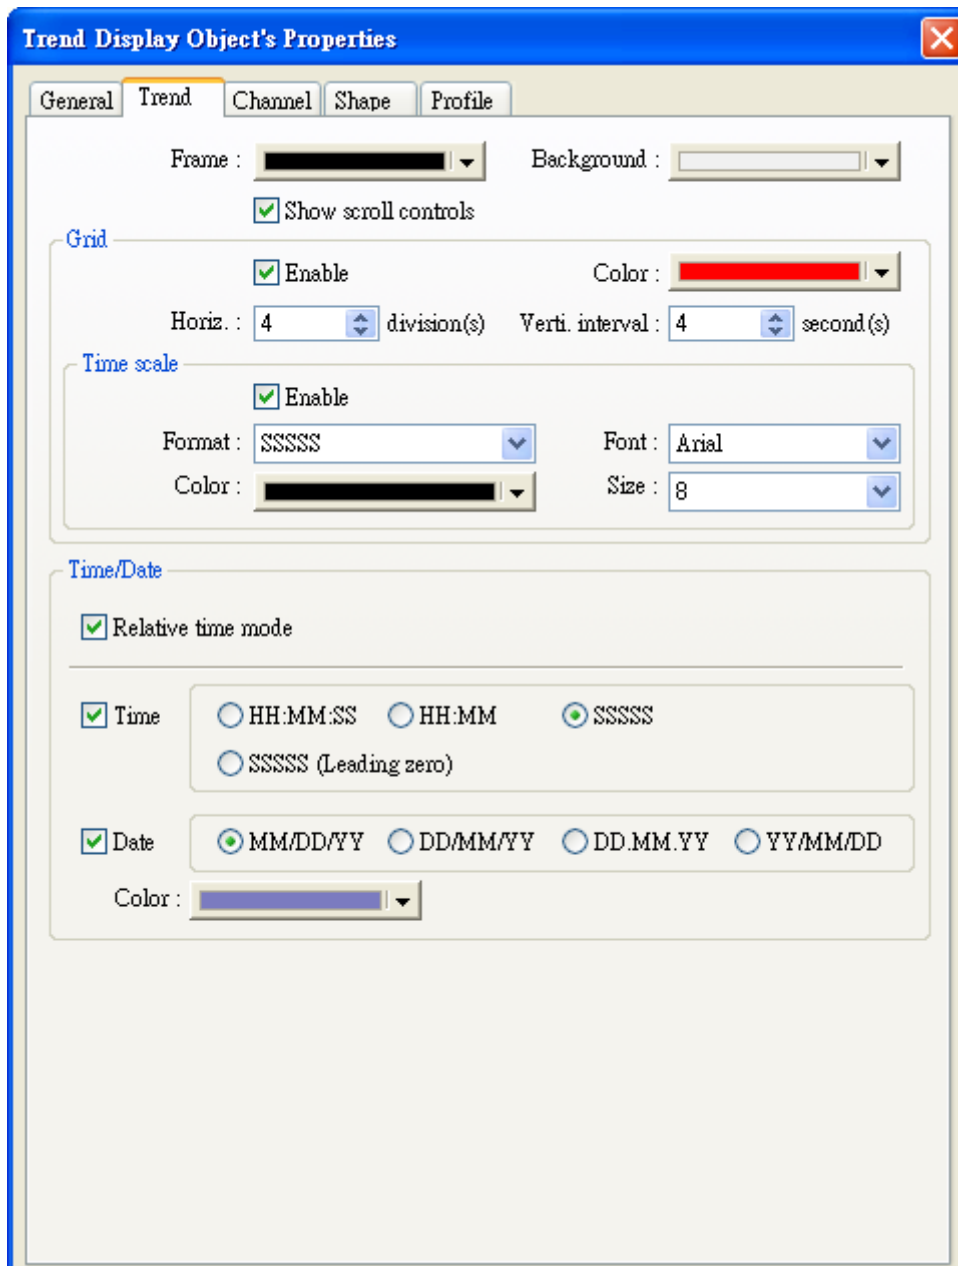 Trend Display Object's Properties
General Trend Channel Shape Profile
Frame : Background :
Show scroll controls
Grid
Enable Color :
Horiz. : 4 division(s) Verti. interval : 4 second(s)
Time scale
Enable
Format : SSSSS Font : Arial
Color : Size : 8
Time/Date
Relative time mode
Time HH:MM:SS HH:MM SSSSS
SSSSS (Leading zero)
Date MM/DD/YY DD/MM/YY DD.MM.YY YY/MM/DD
Color :